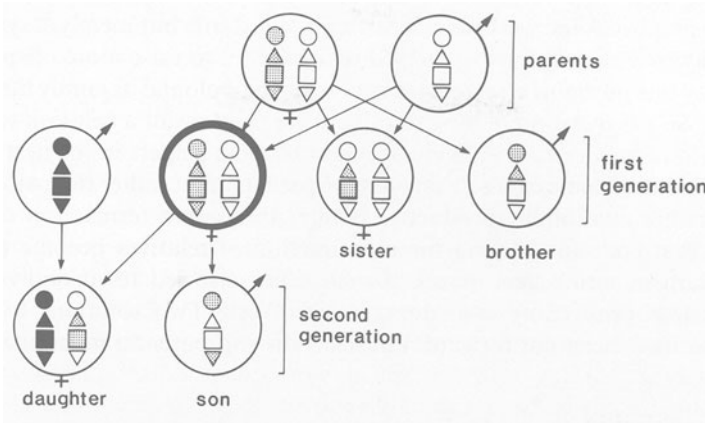 parents
first
generation
sister
brother
second
generation
daughter
son